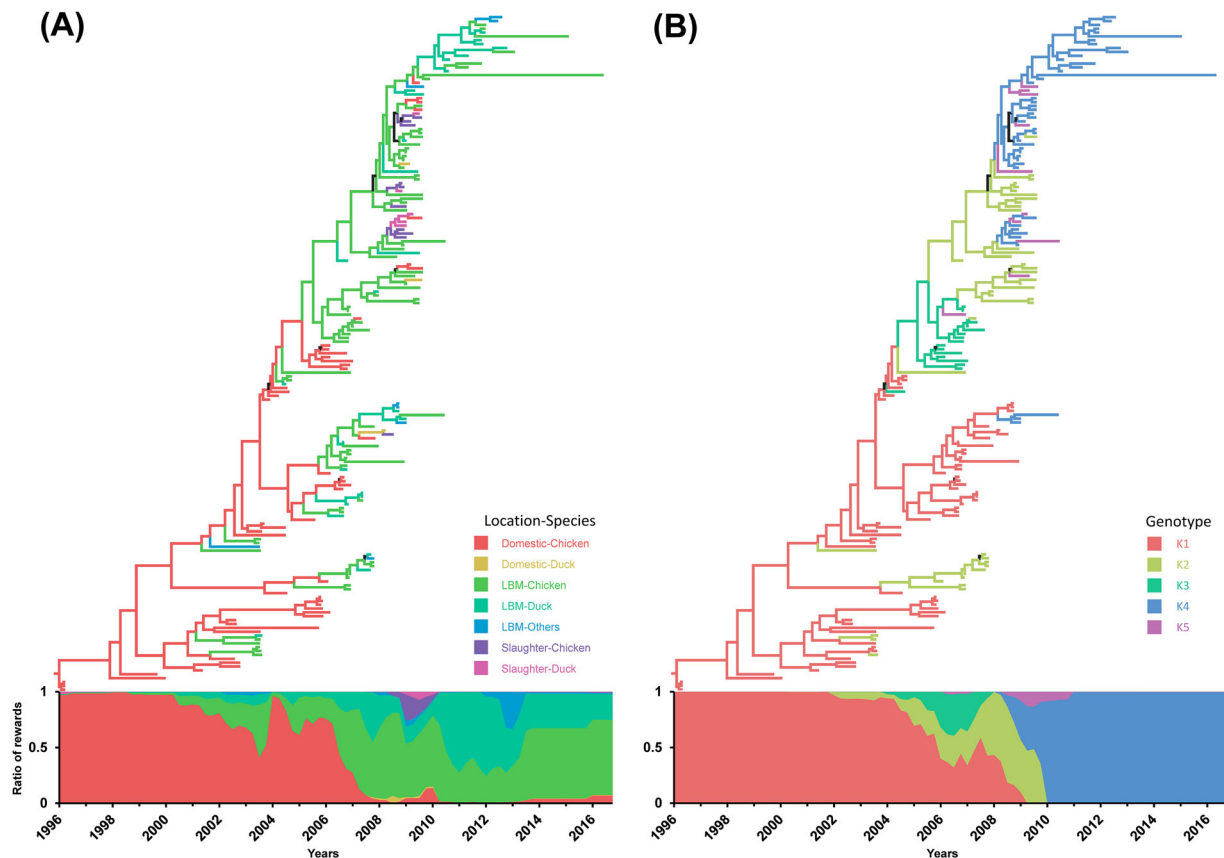 (A)
Location-Species
Domestic-Chicken
Domestic-Duck
LBM-Chicken
LBM-Duck
LBM-Others
Slaughter-Chicken
Slaughter-Duck
Ratio of rewards
1
0.5
0
1996
1998
2000
2002
2004
2006
2008
2010
2012
2014
2016
Years
(B)
Genotype
K1
K2
K3
K4
K5
1
0.5
0
1996
1998
2000
2002
2004
2006
2008
2010
2012
2014
2016
Years